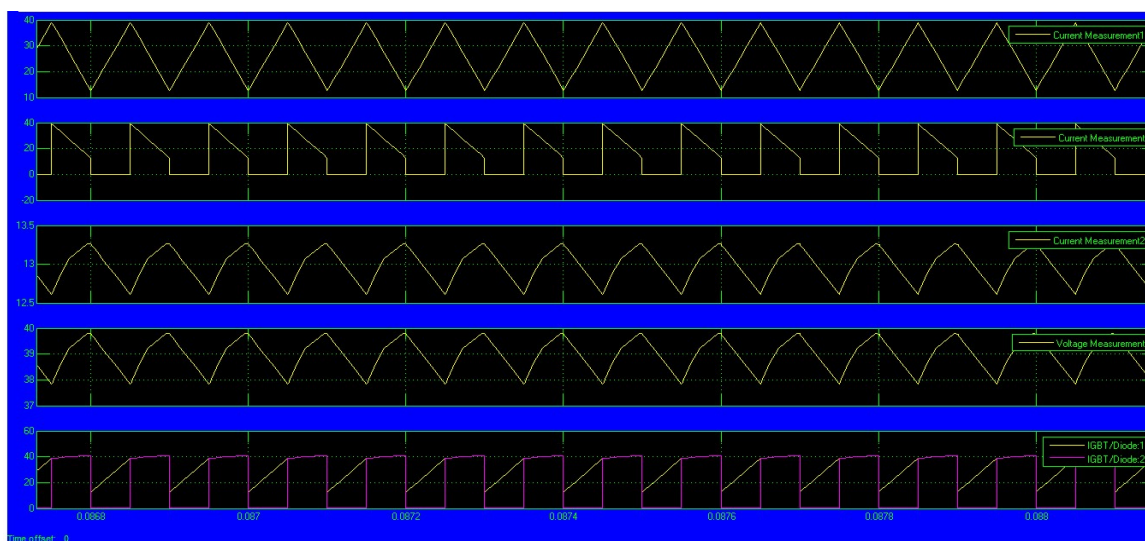 40
Current Measurement1
30
20
10
40
Current Measurement
20
0
-20
13.5
Current Measurement2
13
12.5
40
Voltage Measurement
39
38
37
60
IGBT/Diode:1
IGBT/Diode:2
40
20
0
0.0868 0.087 0.0872 0.0874 0.0876 0.0878 0.088
Time offset: 0